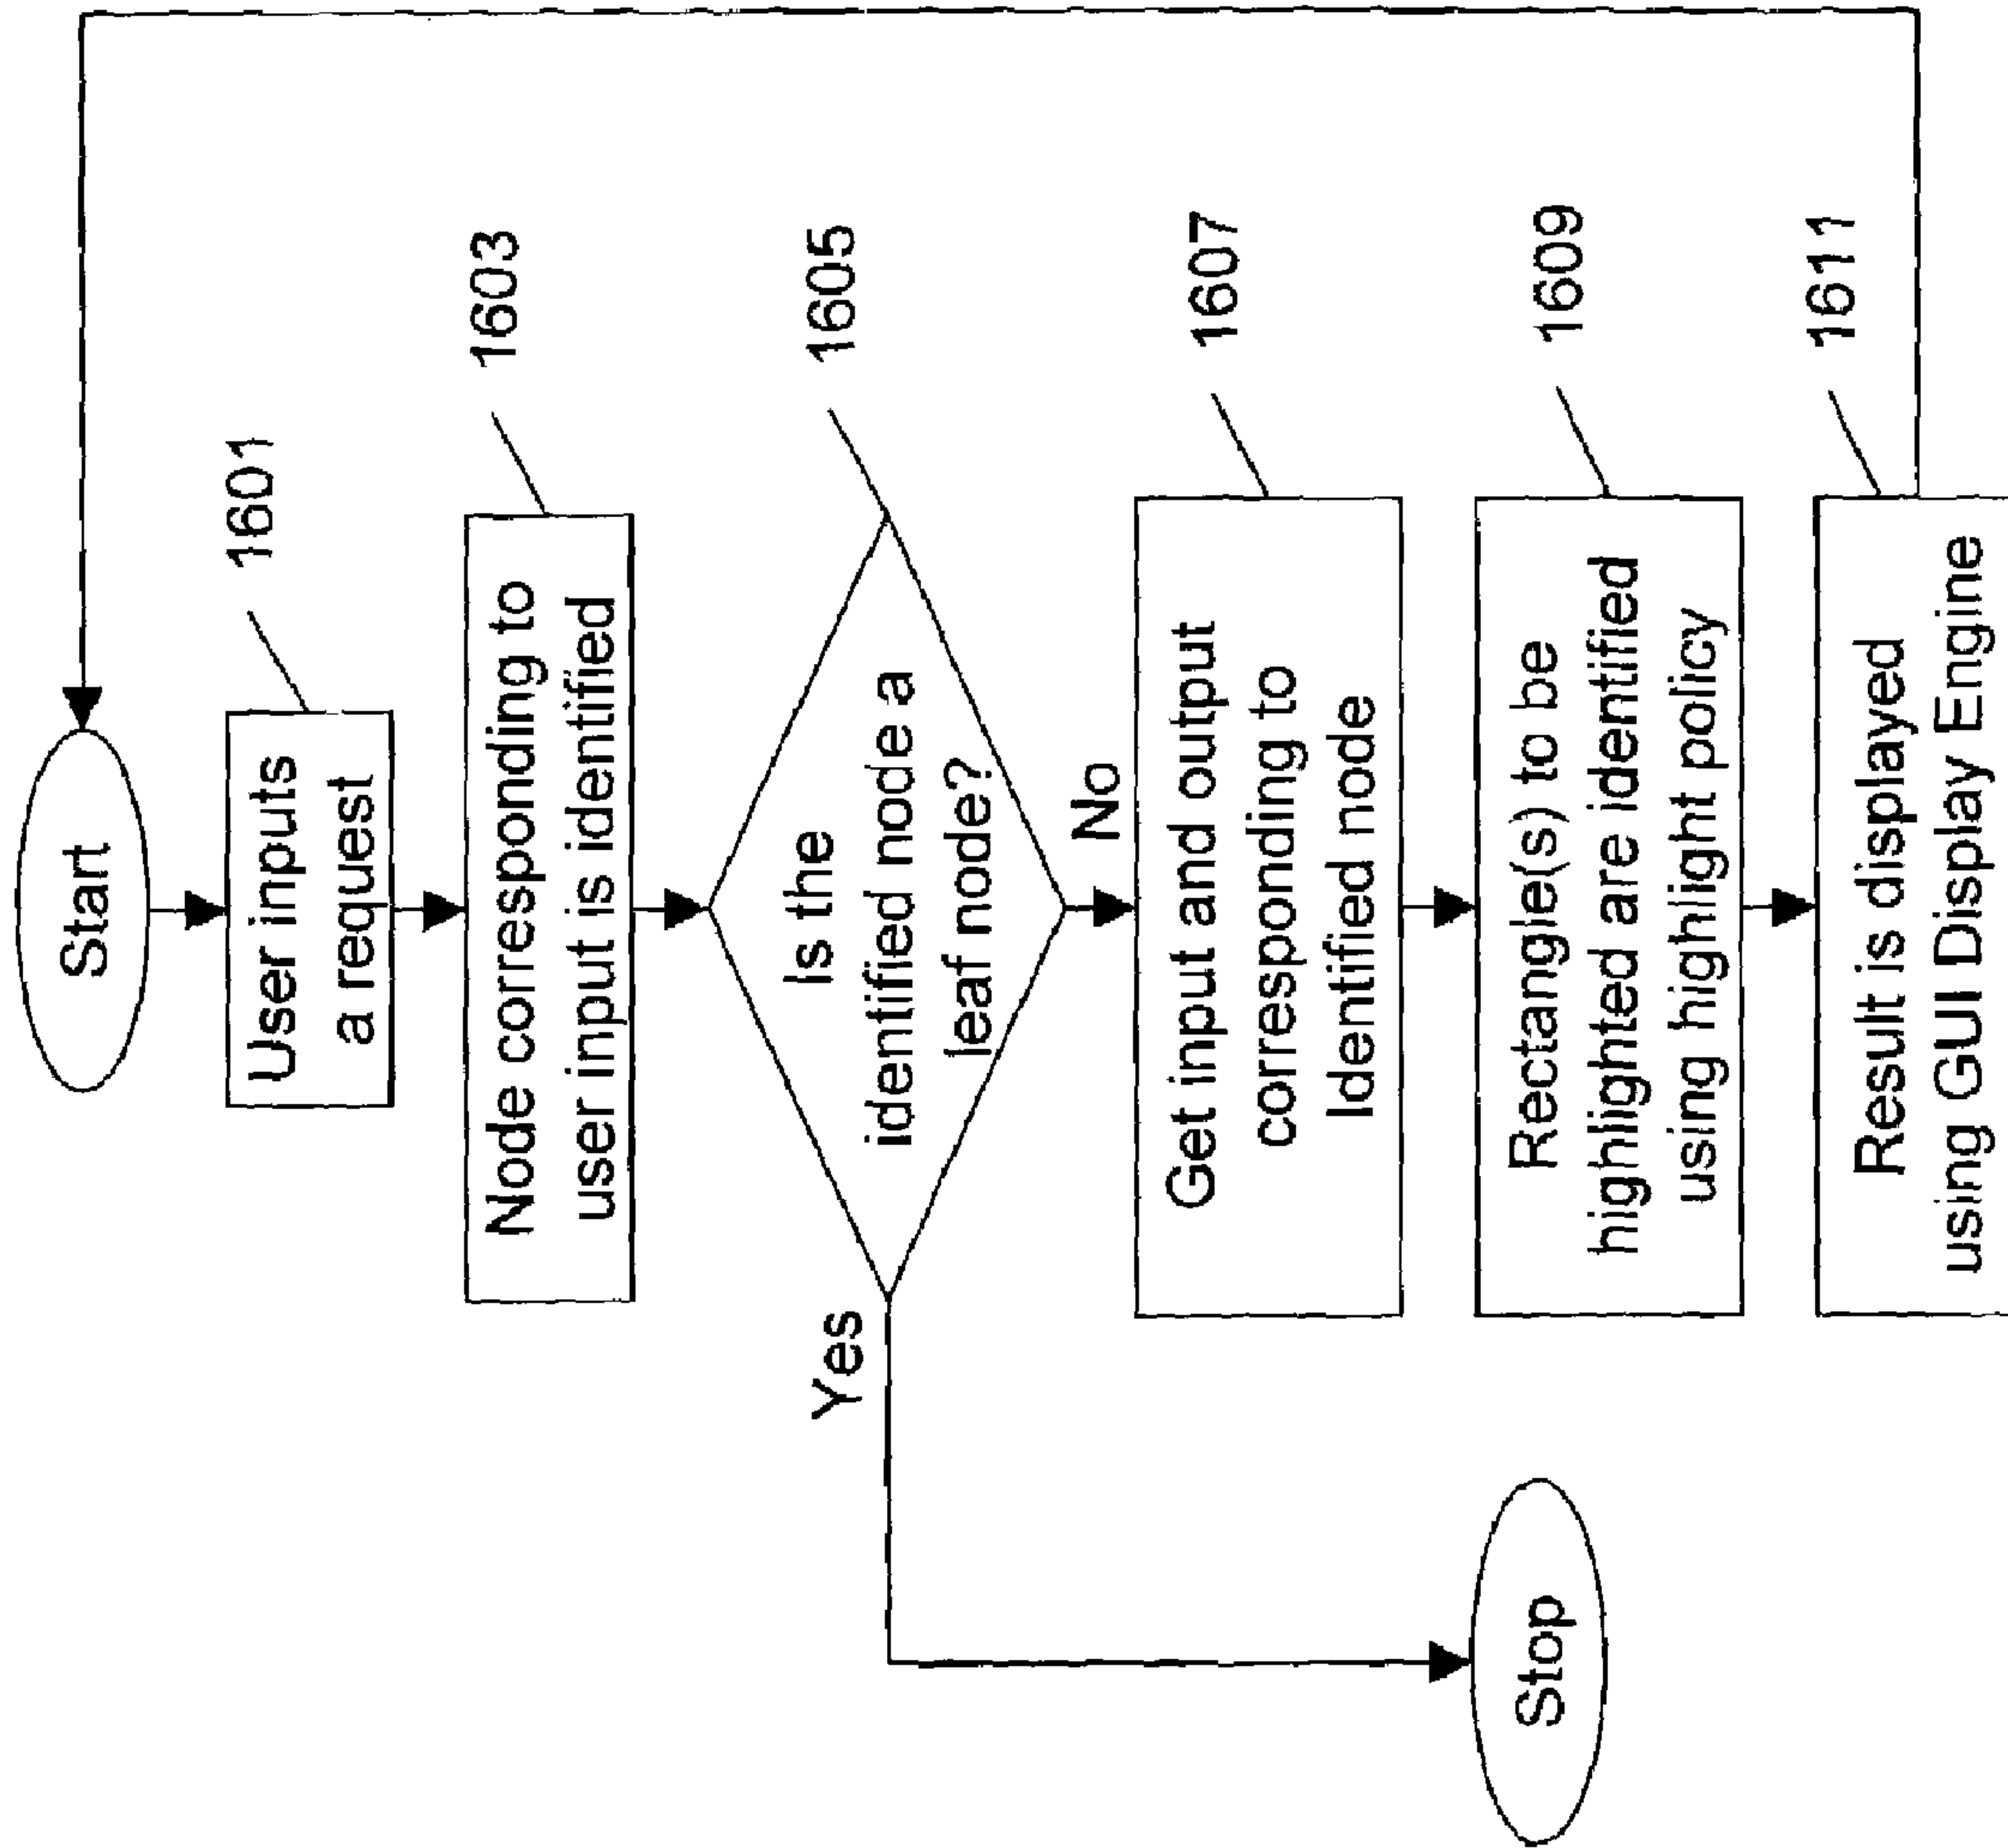 Start
User inputs
a request
1601
Node corresponding to
user input is identified
1603
Is the
identified node a
leaf node?
1605
Yes
No
Get input and output
corresponding to
Identified node
1607
Rectangle(s) to be
highlighted are identified
using highlight policy
1609
Result is displayed
using GUI Display Engine
1611
Stop